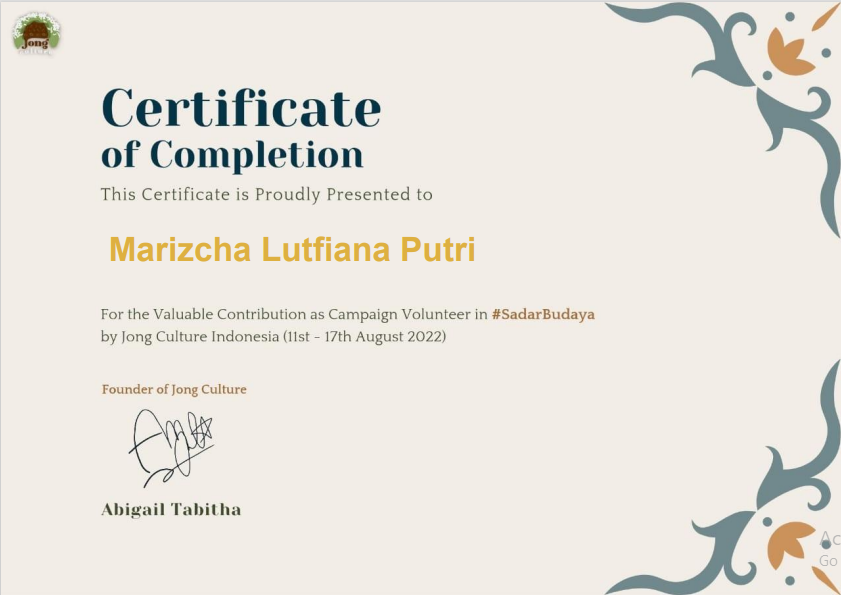 Jong
Certificate
of Completion
This Certificate is Proudly Presented to
Marizcha Lutfiana Putri
For the Valuable Contribution as Campaign Volunteer in #SadarBudaya
by Jong Culture Indonesia (11st - 17th August 2022)
Founder of Jong Culture
Abigail Tabitha
Ac
Go